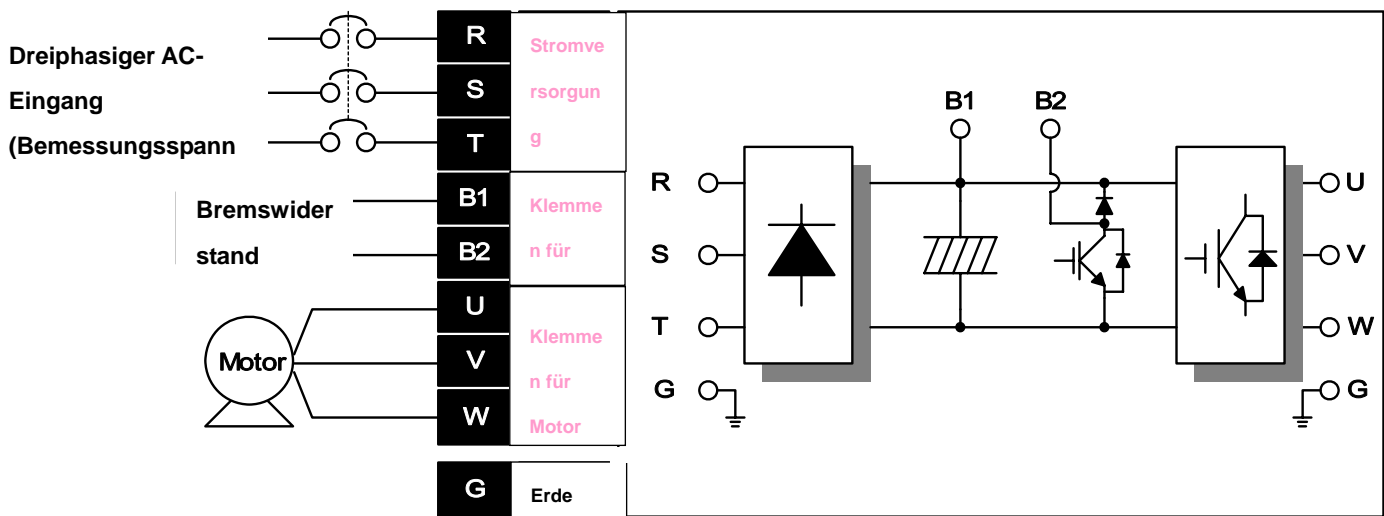 Dreiphasiger AC-
Eingang
(Bemessungsspann
R
S
T
Stromve
rsorgun
g
Bremswider
stand
B1
B2
Klemme
n für
Motor
U
V
W
Klemme
n für
Motor
G
Erde
B1
B2
R
S
T
G
U
V
W
G